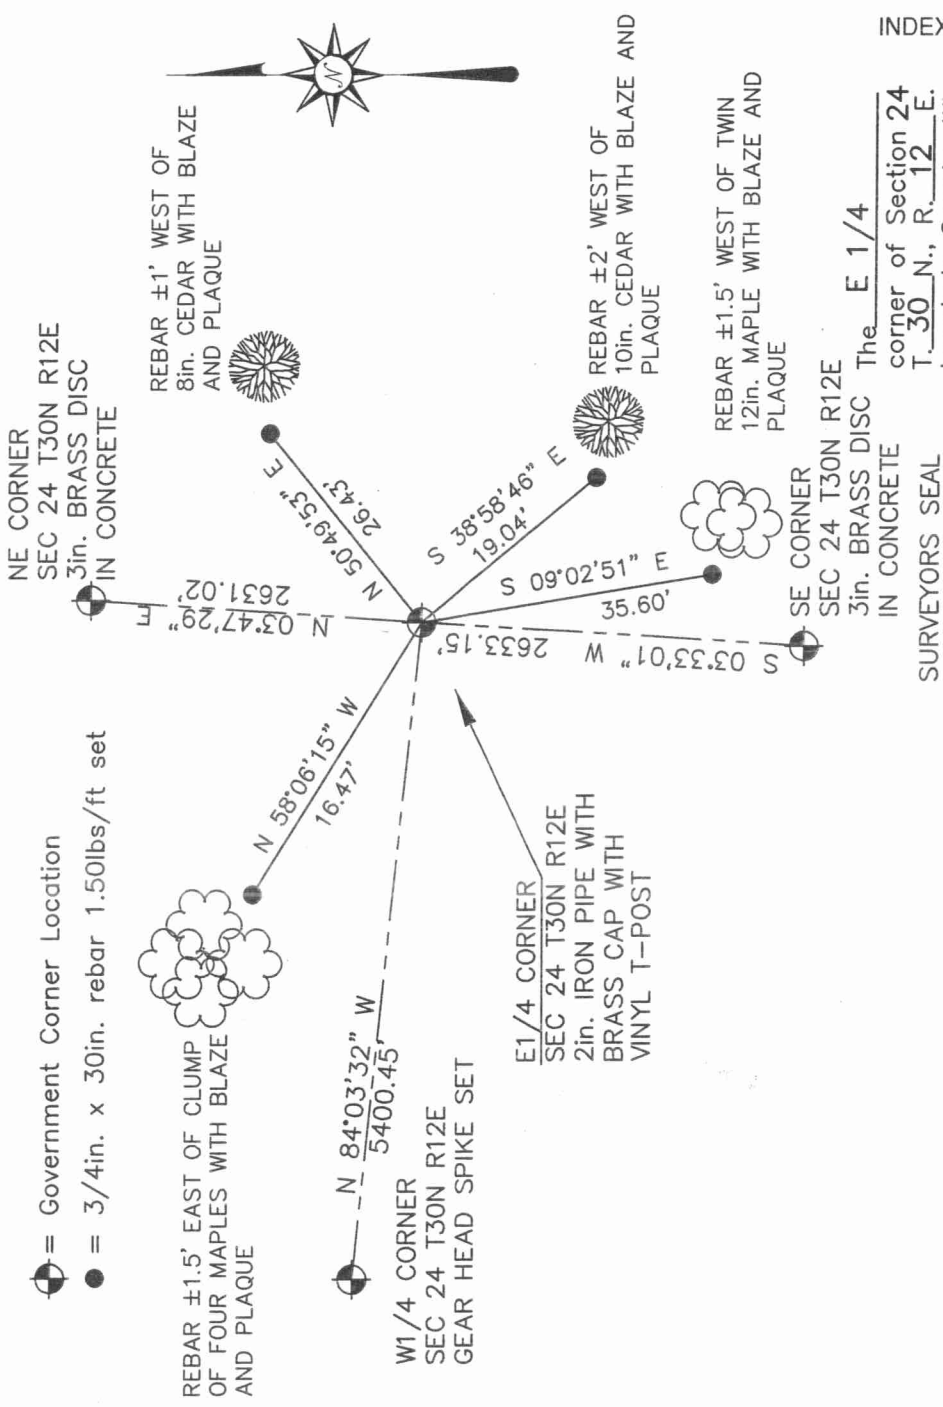 = Government Corner Location
= 3/4in. x 30in. rebar 1.50lbs/ft set
NE CORNER
SEC 24 T30N R12E
3in. BRASS DISC
IN CONCRETE
N
REBAR ±1' WEST OF
8in. CEDAR WITH BLAZE
AND PLAQUE
REBAR ±1.5' EAST OF CLUMP
OF FOUR MAPLES WITH BLAZE
AND PLAQUE
N 03°47'29" E
2631.02'
N 50°49'53" E
26.43'
N 58°06'15" W
16.47'
N 84°03'32" W
5400.45'
W1/4 CORNER
SEC 24 T30N R12E
GEAR HEAD SPIKE SET
S 38°58'46" E
19.04'
REBAR ±2' WEST OF
10in. CEDAR WITH BLAZE AND
PLAQUE
S 09°02'51" E
35.60'
S 03°33'01" W
2633.15'
REBAR ±1.5' WEST OF TWIN
12in. MAPLE WITH BLAZE AND
PLAQUE
E1/4 CORNER
SEC 24 T30N R12E
2in. IRON PIPE WITH
BRASS CAP WITH
VINYL T-POST
SE CORNER
SEC 24 T30N R12E
3in. BRASS DISC
IN CONCRETE
SURVEYORS SEAL
The E 1/4
corner of Section 24
T. 30 N., R. 12 E.
INDEX